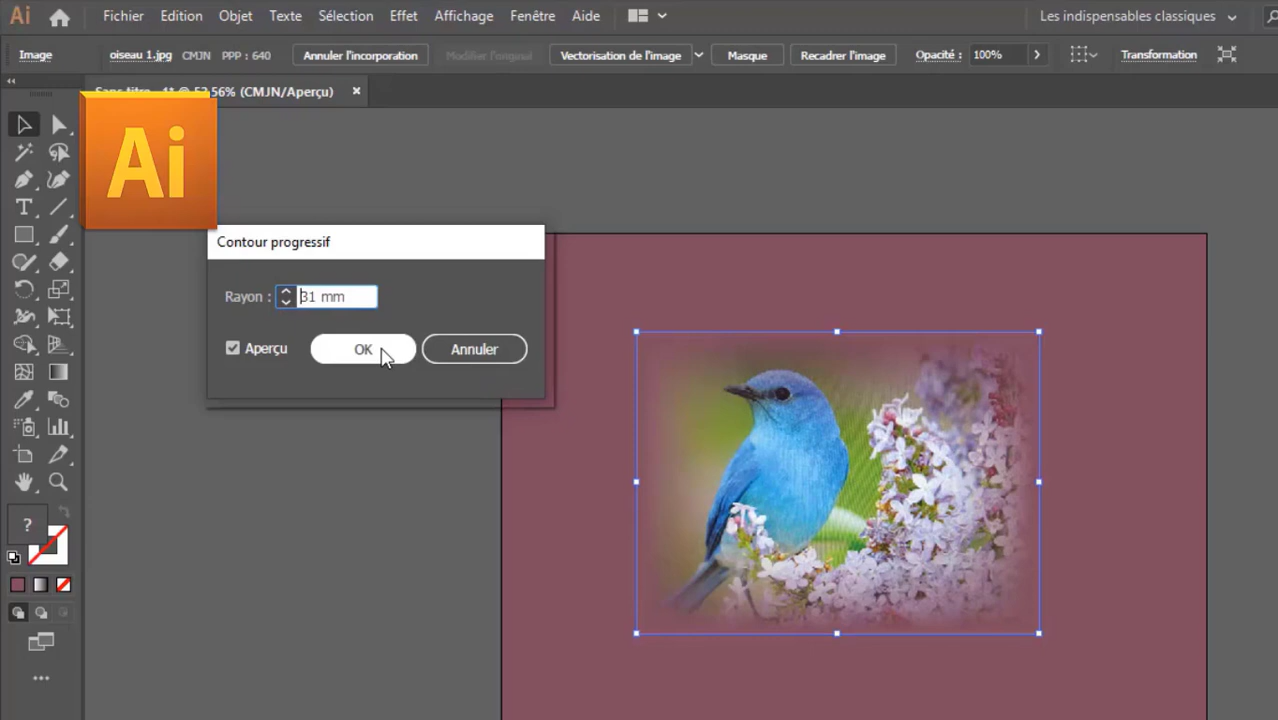 Ai Fichier Edition Objet Texte Sélection Effet Affichage Fenêtre Aide Les indispensables classiques
Image oiseau 1.jpg CMJN PPP : 640 Annuler l'incorporation Modifier l'original Vectorisation de l'image Masque Recadrer l'image Opacité : 100% Transformation
Sans titre - 1* @ 52,56% (CMJN/Aperçu)
Ai
Contour progressif
Rayon : 31 mm
Aperçu OK Annuler
?